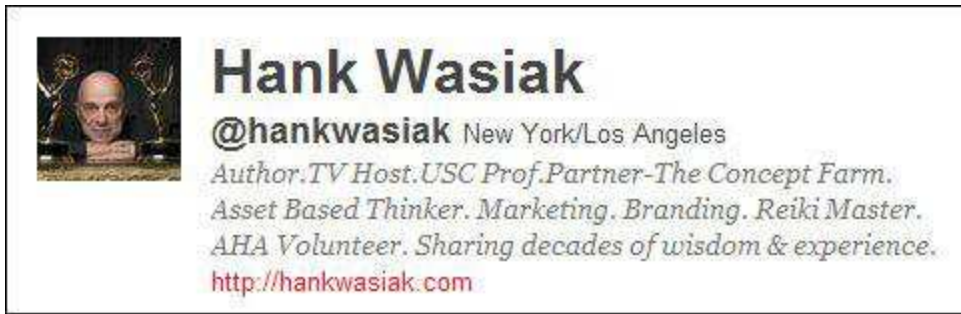 Hank Wasiak
@hankwasiak New York/Los Angeles
Author.TV Host.USC Prof.Partner-The Concept Farm.
Asset Based Thinker. Marketing. Branding. Reiki Master.
AHA Volunteer. Sharing decades of wisdom & experience.
http://hankwasiak.com